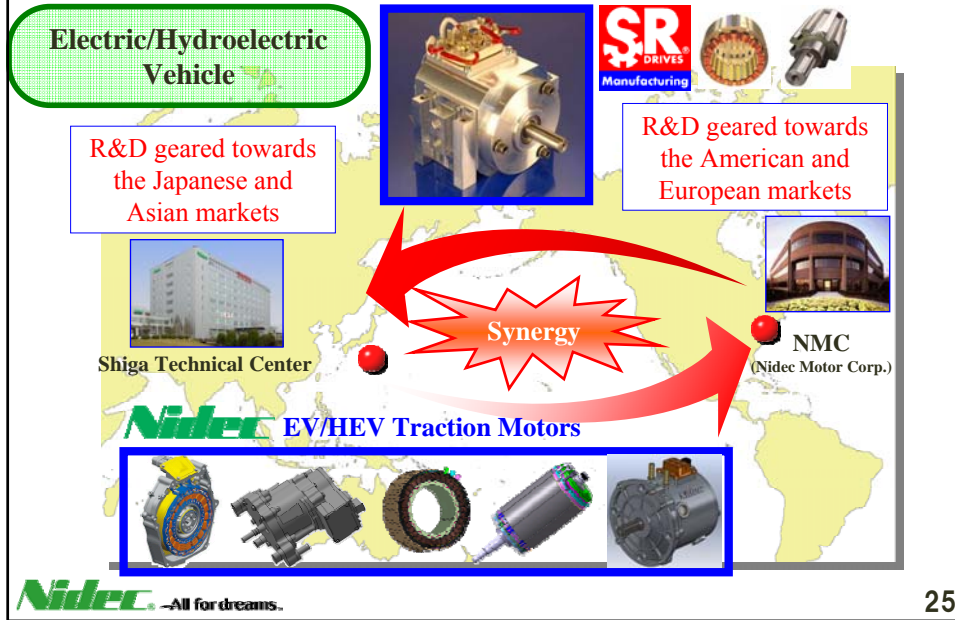 Electric/Hydroelectric
Vehicle
SR
DRIVES®
Manufacturing
R&D geared towards
the Japanese and
Asian markets
R&D geared towards
the American and
European markets
Synergy
Shiga Technical Center
NMC
(Nidec Motor Corp.)
Nidec EV/HEV Traction Motors
Nidec® -All for dreams™
25